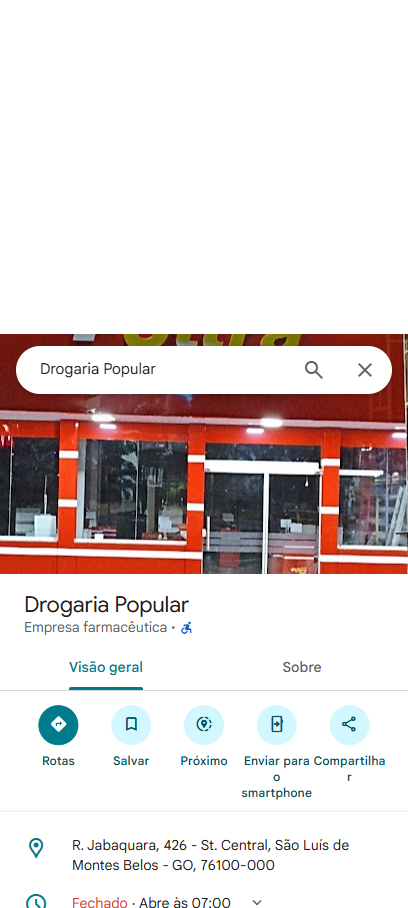 Drogaria Popular
Drogaria Popular
Empresa farmacêutica •
Visão geral
Sobre
Rotas
Salvar
Próximo
Enviar para o smartphone
Compartilhar
R. Jabaquara, 426 - St. Central, São Luís de
Montes Belos - GO, 76100-000
Fechado · Abre às 07:00